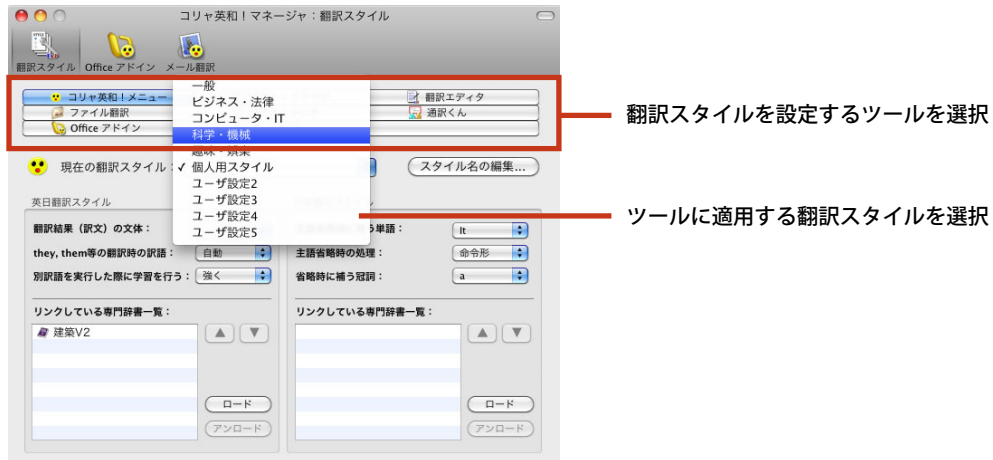 コリャ英和！マネージャ：翻訳スタイル
翻訳スタイル Office アドイン メール翻訳
コリャ英和！メニュー
ファイル翻訳
Office アドイン
翻訳エディタ
通訳くん
翻訳スタイルを設定するツールを選択
一般
ビジネス・法律
コンピュータ・IT
科学・機械
趣味・娯楽
✓ 個人用スタイル
ユーザ設定2
ユーザ設定3
ユーザ設定4
ユーザ設定5
現在の翻訳スタイル：
スタイル名の編集...
ツールに適用する翻訳スタイルを選択
英日翻訳スタイル
翻訳結果（訳文）の文体：
they, them等の翻訳時の訳語： 自動
別訳語を実行した際に学習を行う： 強く
単語： It
主語省略時の処理： 命令形
省略時に補う冠詞： a
リンクしている専門辞書一覧：
建築V2
▲ ▼
ロード
アンロード
リンクしている専門辞書一覧：
▲ ▼
ロード
アンロード